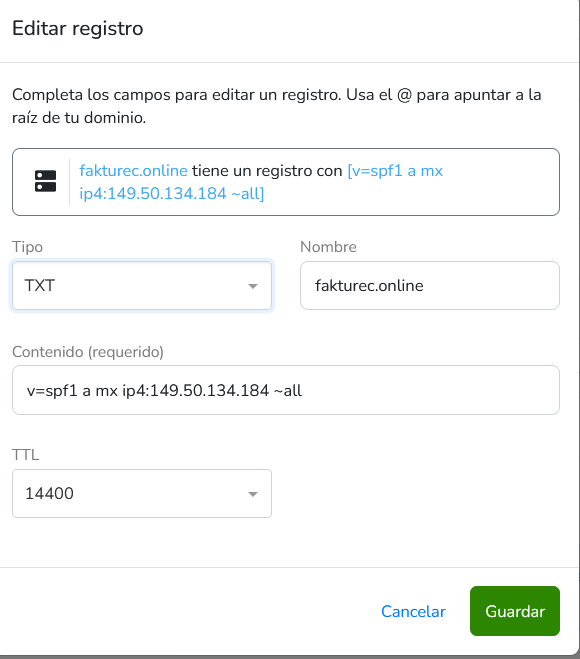 Editar registro
Completa los campos para editar un registro. Usa el @ para apuntar a la
raíz de tu dominio.
fakturec.online tiene un registro con [v=spf1 a mx
ip4:149.50.134.184 ~all]
Tipo
Nombre
TXT
fakturec.online
Contenido (requerido)
v=spf1 a mx ip4:149.50.134.184 ~all
TTL
14400
Cancelar
Guardar